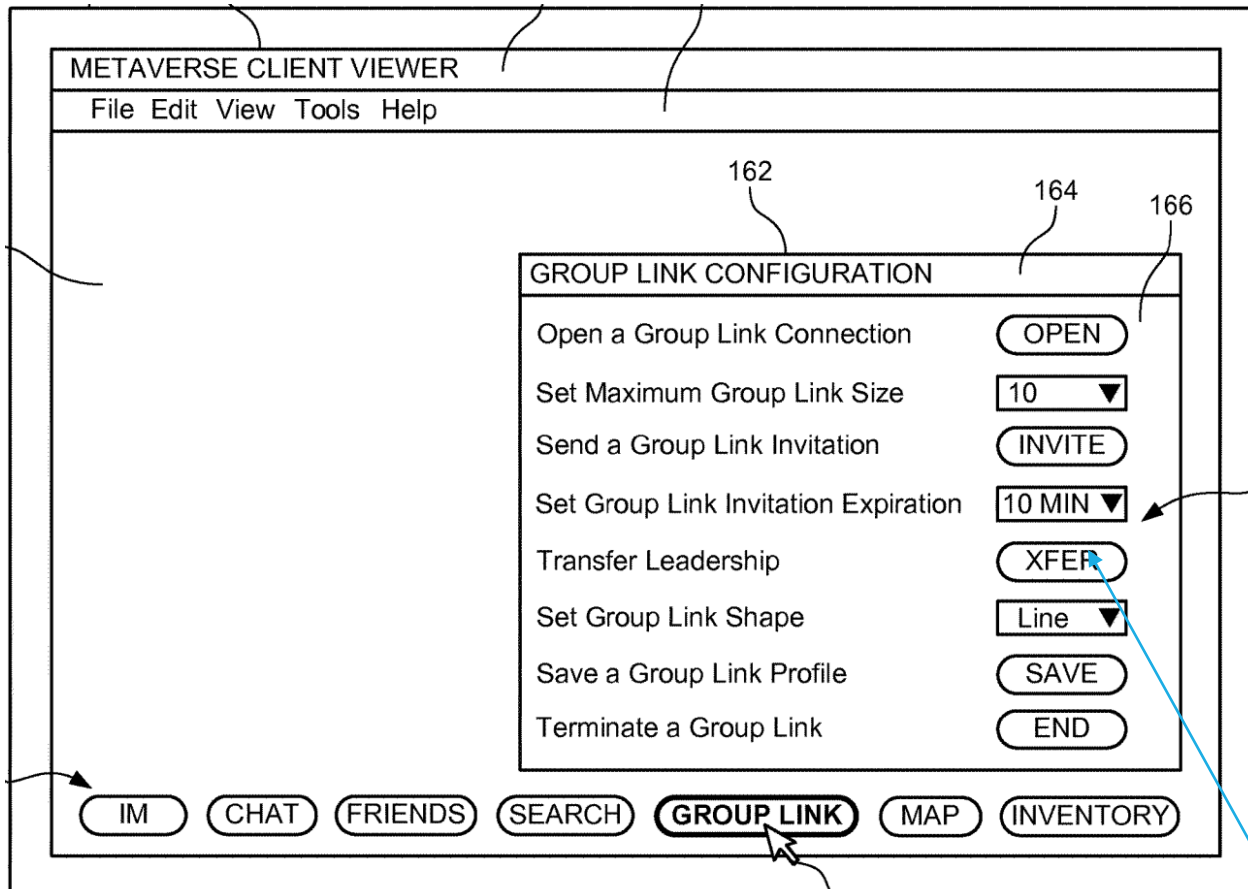 METAVERSE CLIENT VIEWER
File Edit View Tools Help
162
164
166
GROUP LINK CONFIGURATION
Open a Group Link Connection OPEN
Set Maximum Group Link Size 10
Send a Group Link Invitation INVITE
Set Group Link Invitation Expiration 10 MIN
Transfer Leadership XFER
Set Group Link Shape Line
Save a Group Link Profile SAVE
Terminate a Group Link END
IM CHAT FRIENDS SEARCH GROUP LINK MAP INVENTORY